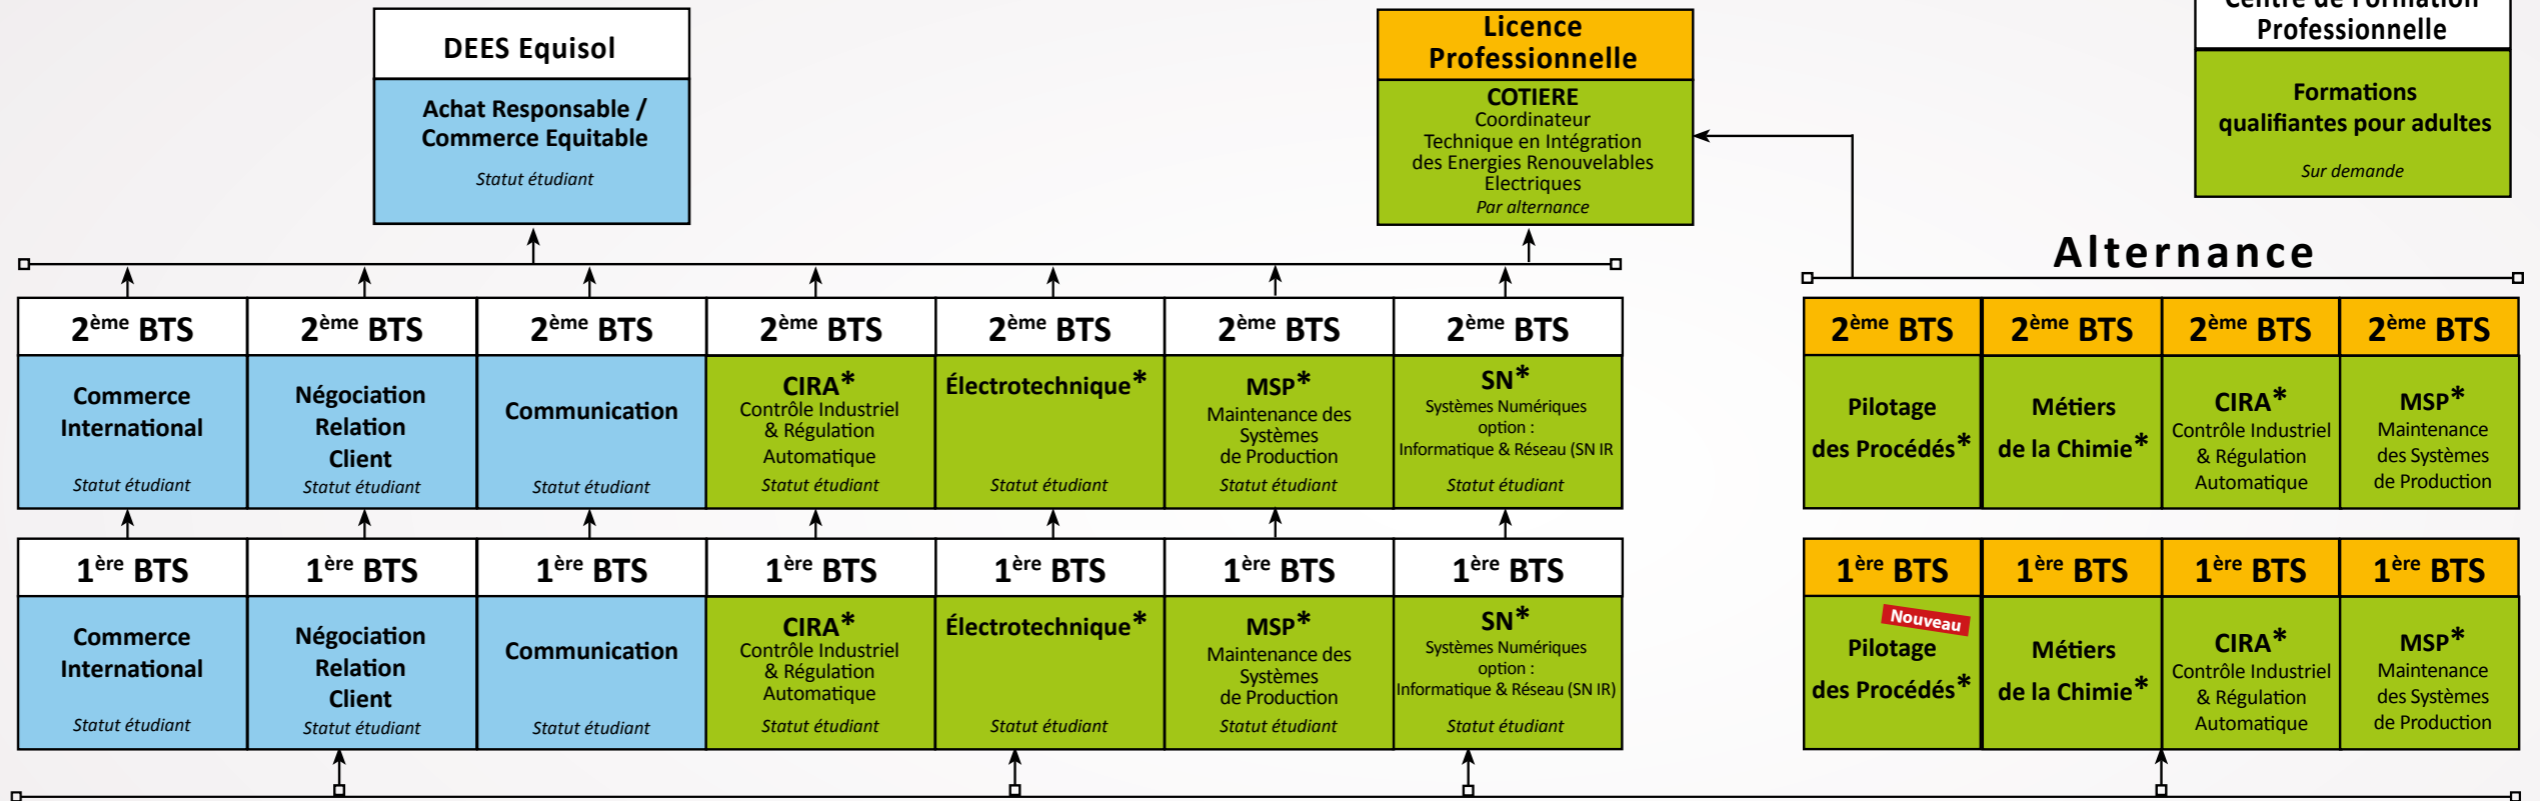 DEES Equisol
Achat Responsable /
Commerce Equitable
Statut étudiant
Licence
Professionnelle
COTIERE
Coordinateur
Technique en Intégration
des Energies Renouvelables
Electriques
Par alternance
Centre de Formation
Professionnelle
Formations
qualifiantes pour adultes
Sur demande
Alternance
2ème BTS
Commerce
International
Statut étudiant
2ème BTS
Négociation
Relation
Client
Statut étudiant
2ème BTS
Communication
Statut étudiant
2ème BTS
CIRA*
Contrôle Industriel
& Régulation
Automatique
Statut étudiant
2ème BTS
Électrotechnique*
Statut étudiant
2ème BTS
MSP*
Maintenance des
Systèmes
de Production
Statut étudiant
2ème BTS
SN*
Systèmes Numériques
option :
Informatique & Réseau (SN IR
Statut étudiant
2ème BTS
Pilotage
des Procédés*
2ème BTS
Métiers
de la Chimie*
2ème BTS
CIRA*
Contrôle Industriel
& Régulation
Automatique
2ème BTS
MSP*
Maintenance
des Systèmes
de Production
1ère BTS
Commerce
International
Statut étudiant
1ère BTS
Négociation
Relation
Client
Statut étudiant
1ère BTS
Communication
Statut étudiant
1ère BTS
CIRA*
Contrôle Industriel
& Régulation
Automatique
Statut étudiant
1ère BTS
Électrotechnique*
Statut étudiant
1ère BTS
MSP*
Maintenance des
Systèmes
de Production
Statut étudiant
1ère BTS
SN*
Systèmes Numériques
option :
Informatique & Réseau (SN IR)
Statut étudiant
1ère BTS
Nouveau
Pilotage
des Procédés*
1ère BTS
Métiers
de la Chimie*
1ère BTS
CIRA*
Contrôle Industriel
& Régulation
Automatique
1ère BTS
MSP*
Maintenance
des Systèmes
de Production